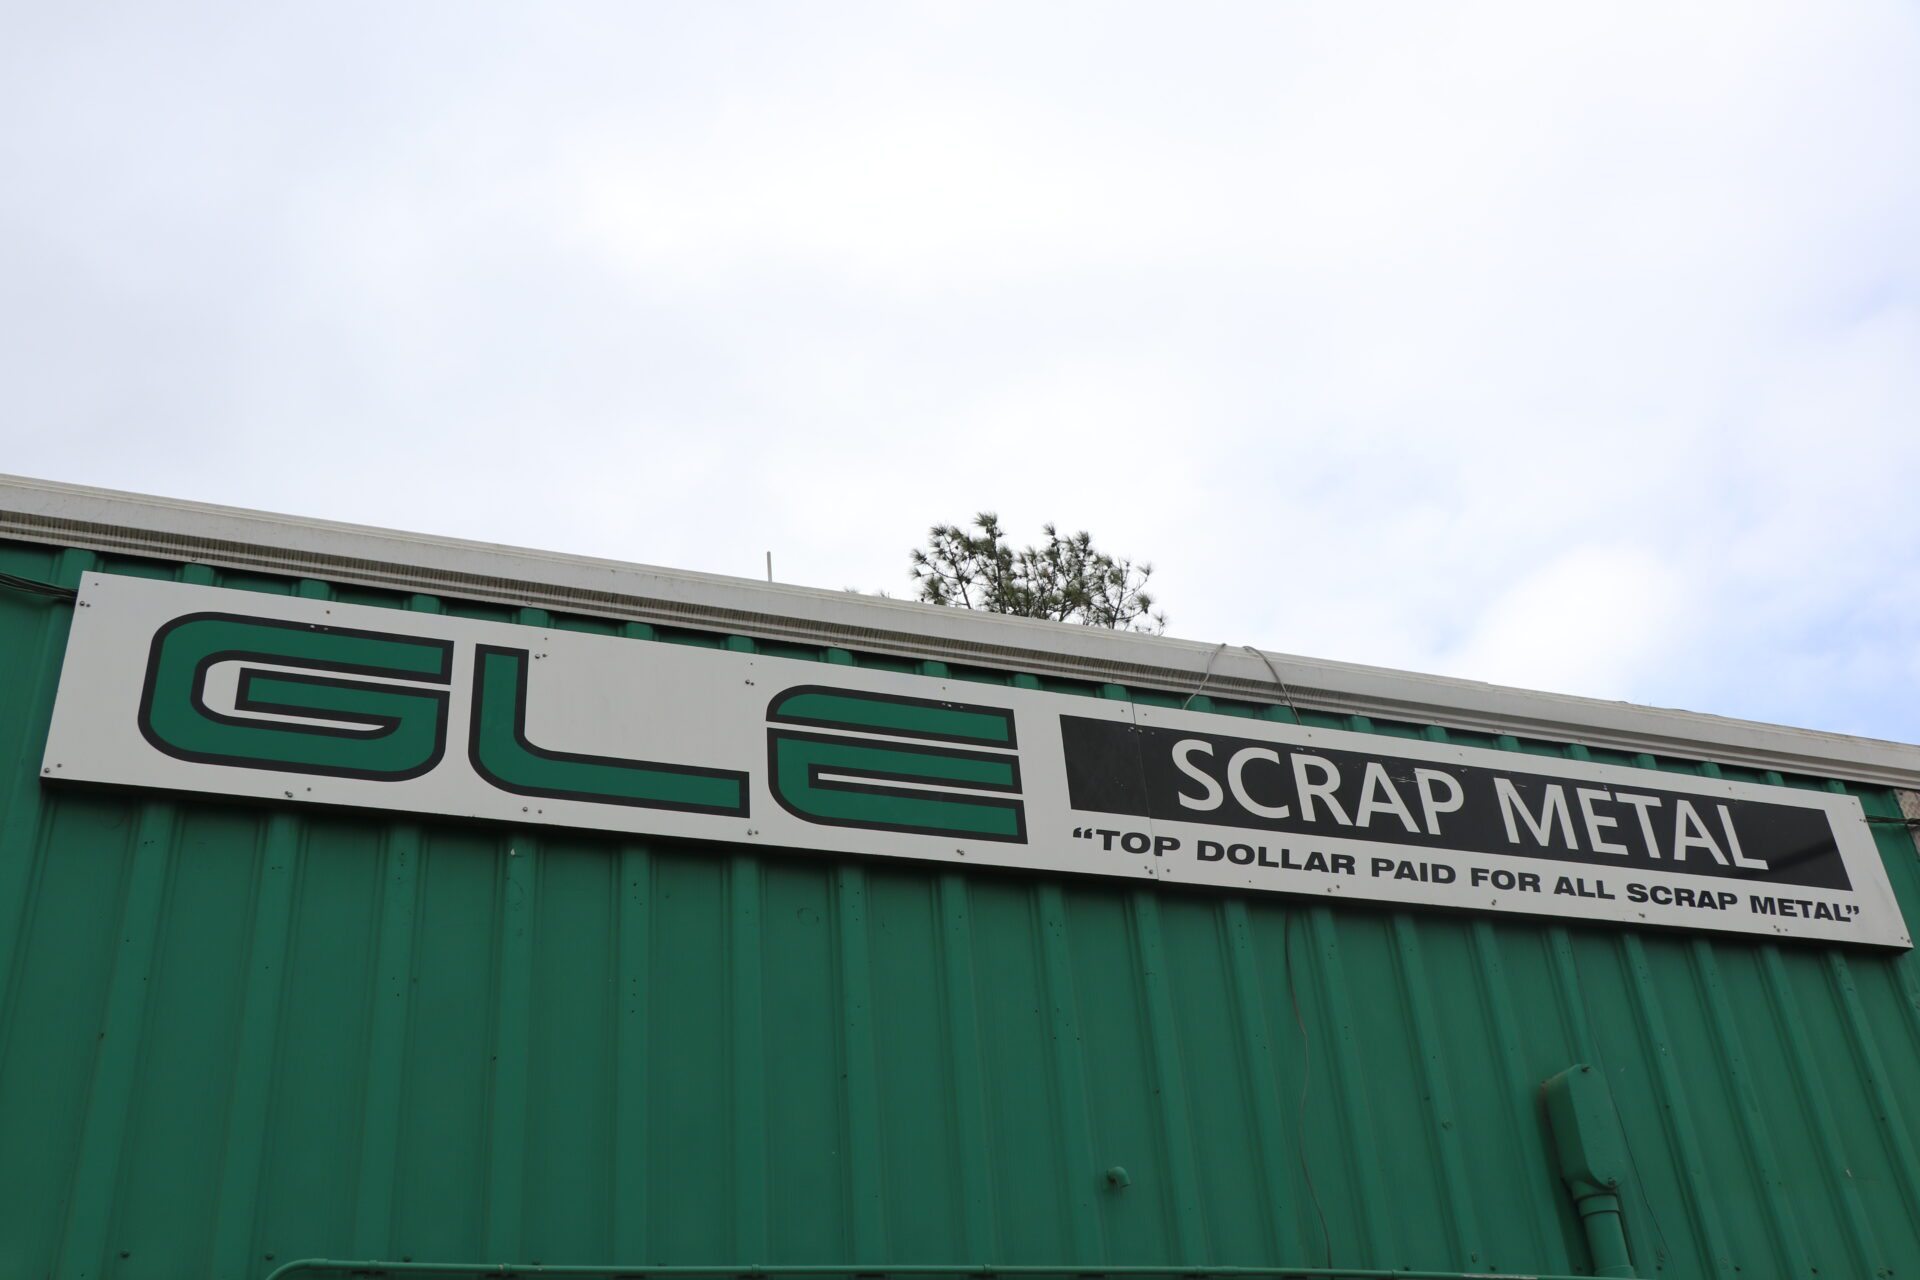 GLE SCRAP METAL
“TOP DOLLAR PAID FOR ALL SCRAP METAL”